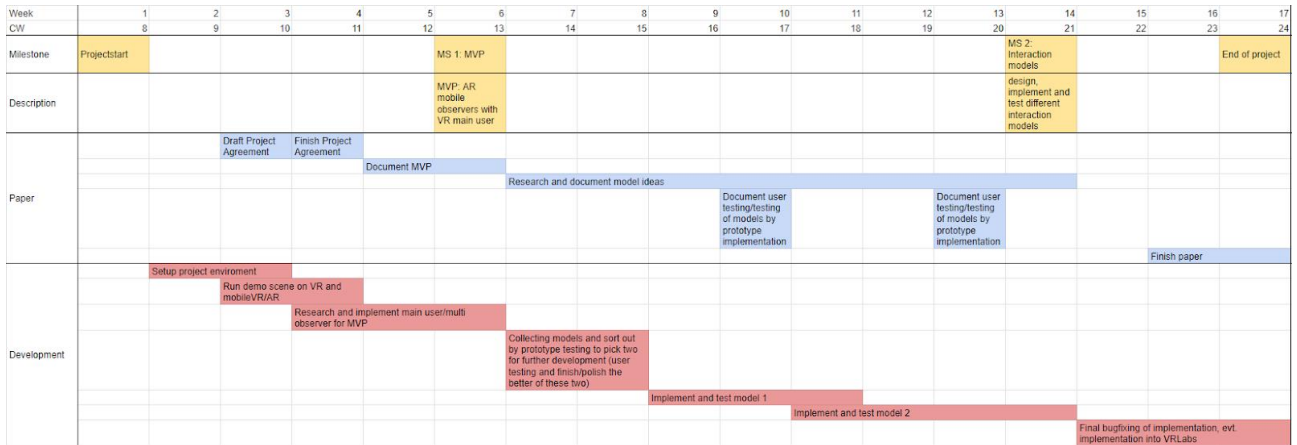 Week 1 2 3 4 5 6 7 8 9 10 11 12 13 14 15 16 17
CW 8 9 10 11 12 13 14 15 16 17 18 19 20 21 22 23 24
Milestone
Projectstart
MS 1: MVP
MS 2:
Interaction
models
End of project
Description
MVP: AR
mobile
observers with
VR main user
design,
implement and
test different
interaction
models
Paper
Draft Project
Agreement
Finish Project
Agreement
Document MVP
Research and document model ideas
Document user
testing/testing
of models by
prototype
implementation
Document user
testing/testing
of models by
prototype
implementation
Finish paper
Development
Setup project enviroment
Run demo scene on VR and
mobileVR/AR
Research and implement main user/multi
observer for MVP
Collecting models and sort out
by prototype testing to pick two
for further development (user
testing and finish/polish the
better of these two)
Implement and test model 1
Implement and test model 2
Final bugfixing of implementation, evt.
implementation into VRLabs